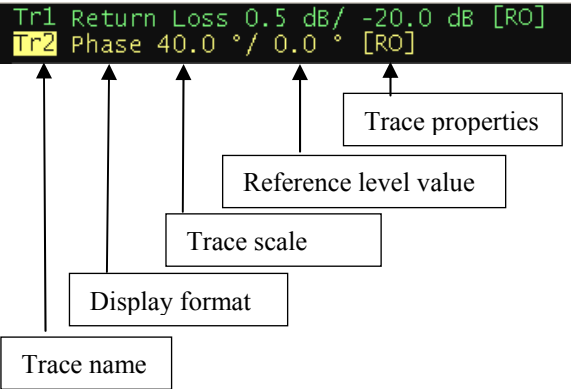 Tr1 Return Loss 0.5 dB/ -20.0 dB [RO]
Tr2 Phase 40.0 °/ 0.0 ° [RO]
Trace properties
Reference level value
Trace scale
Display format
Trace name